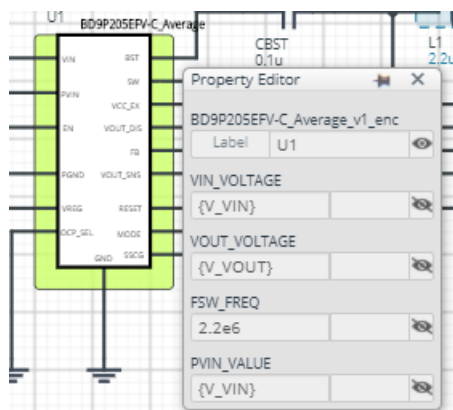 U1
BD9P205EFV-C_Average
VIN
PVIN
EN
PGND
VREG
OCP_SEL
GND
BST
SW
VCC_EX
VOUT_DIS
FB
VOUT_SNS
RESET
MODE
SSCG
CBST
0.1u
L1
2.2u
Property Editor
BD9P205EFV-C_Average_v1_enc
Label U1
VIN_VOLTAGE
{V_VIN}
VOUT_VOLTAGE
{V_VOUT}
FSW_FREQ
2.2e6
PVIN_VALUE
{V_VIN}